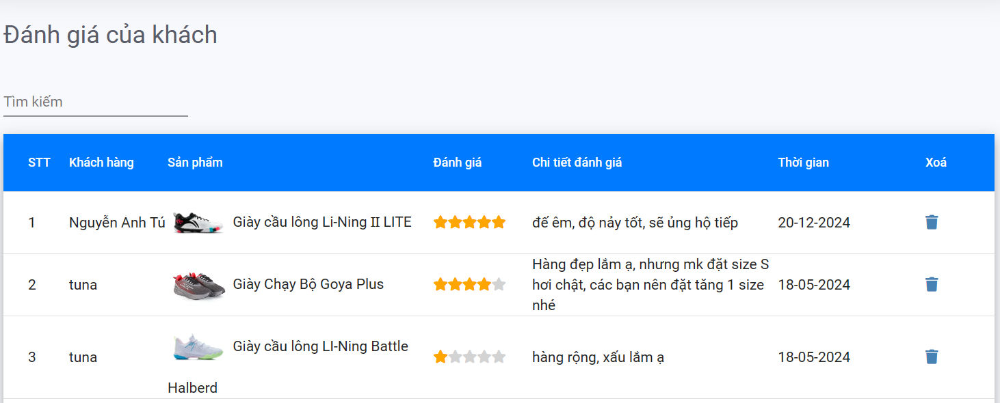 Đánh giá của khách
Tìm kiếm
STT Khách hàng Sản phẩm Đánh giá Chi tiết đánh giá Thời gian Xoá
1 Nguyễn Anh Tú Giày cầu lông Li-Ning II LITE đế êm, độ nảy tốt, sẽ ủng hộ tiếp 20-12-2024
2 tuna Giày Chạy Bộ Goya Plus Hàng đẹp lắm ạ, nhưng mk đặt size S
hơi chật, các bạn nên đặt tăng 1 size
nhé
18-05-2024
3 tuna Giày cầu lông LI-Ning Battle
Halberd
hàng rộng, xấu lắm ạ 18-05-2024